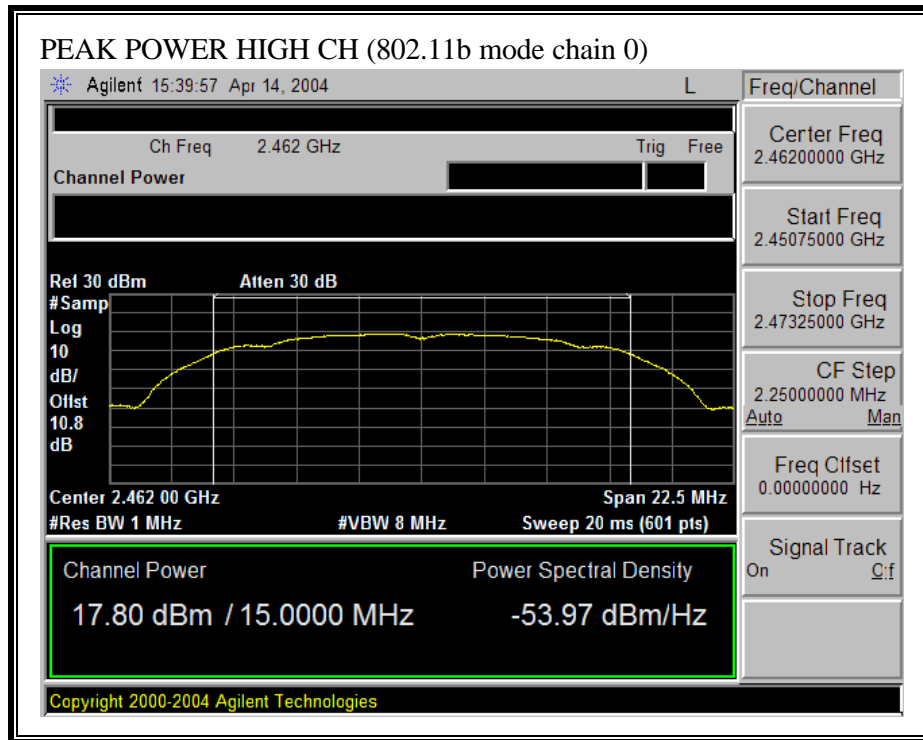 PEAK POWER HIGH CH (802.11b mode chain 0)
Agilent 15:39:57 Apr 14, 2004 L
Freq/Channel
Ch Freq 2.462 GHz Trig Free
Channel Power
Center Freq
2.46200000 GHz
Start Freq
2.45075000 GHz
Stop Freq
2.47325000 GHz
CF Step
2.25000000 MHz
Auto Man
Freq Offset
0.00000000 Hz
Signal Track
On Off
Ref 30 dBm Atten 30 dB
#Samp
Log
10
dB/
Offst
10.8
dB
Center 2.462 00 GHz Span 22.5 MHz
#Res BW 1 MHz #VBW 8 MHz Sweep 20 ms (601 pts)
Channel Power Power Spectral Density
17.80 dBm / 15.0000 MHz -53.97 dBm/Hz
Copyright 2000-2004 Agilent Technologies